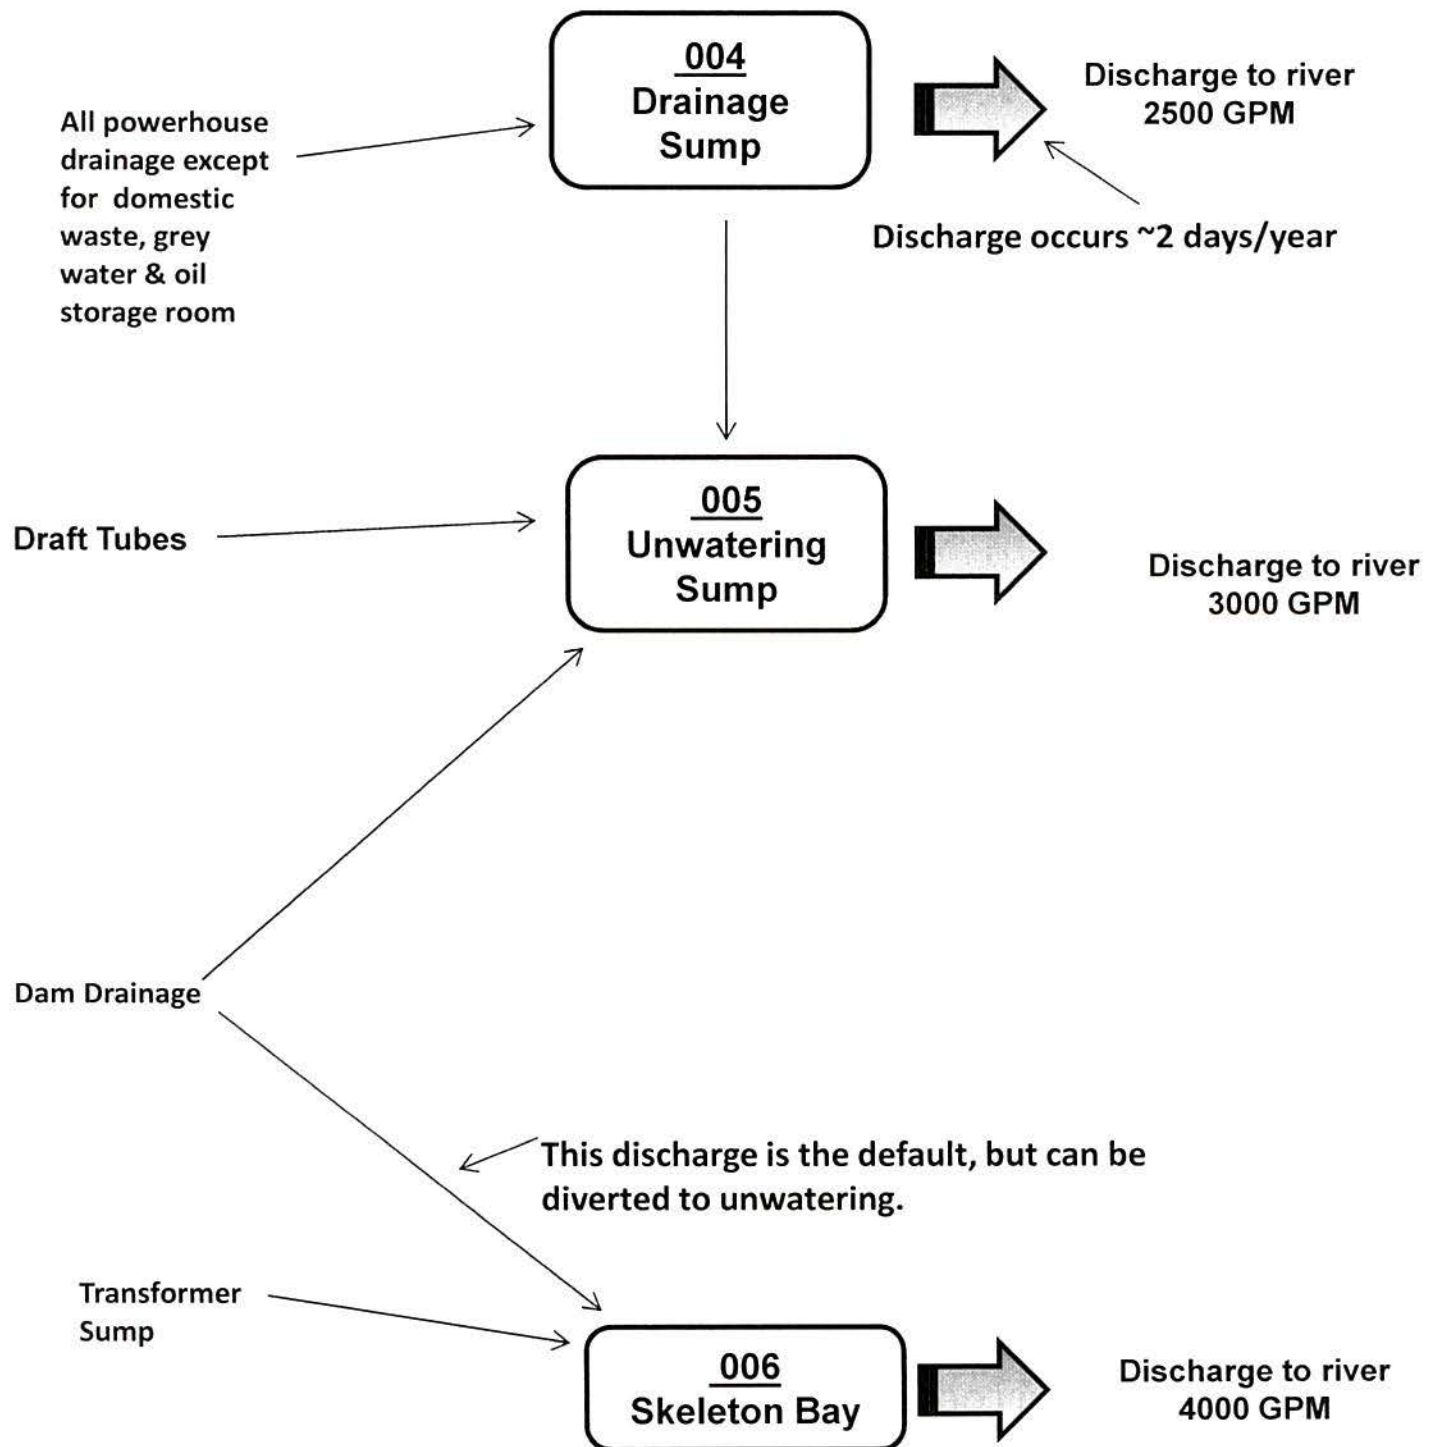 004
Drainage
Sump
Discharge to river
2500 GPM
All powerhouse
drainage except
for domestic
waste, grey
water & oil
storage room
Discharge occurs ~2 days/year
005
Unwatering
Sump
Draft Tubes
Discharge to river
3000 GPM
Dam Drainage
This discharge is the default, but can be
diverted to unwatering.
Transformer
Sump
006
Skeleton Bay
Discharge to river
4000 GPM